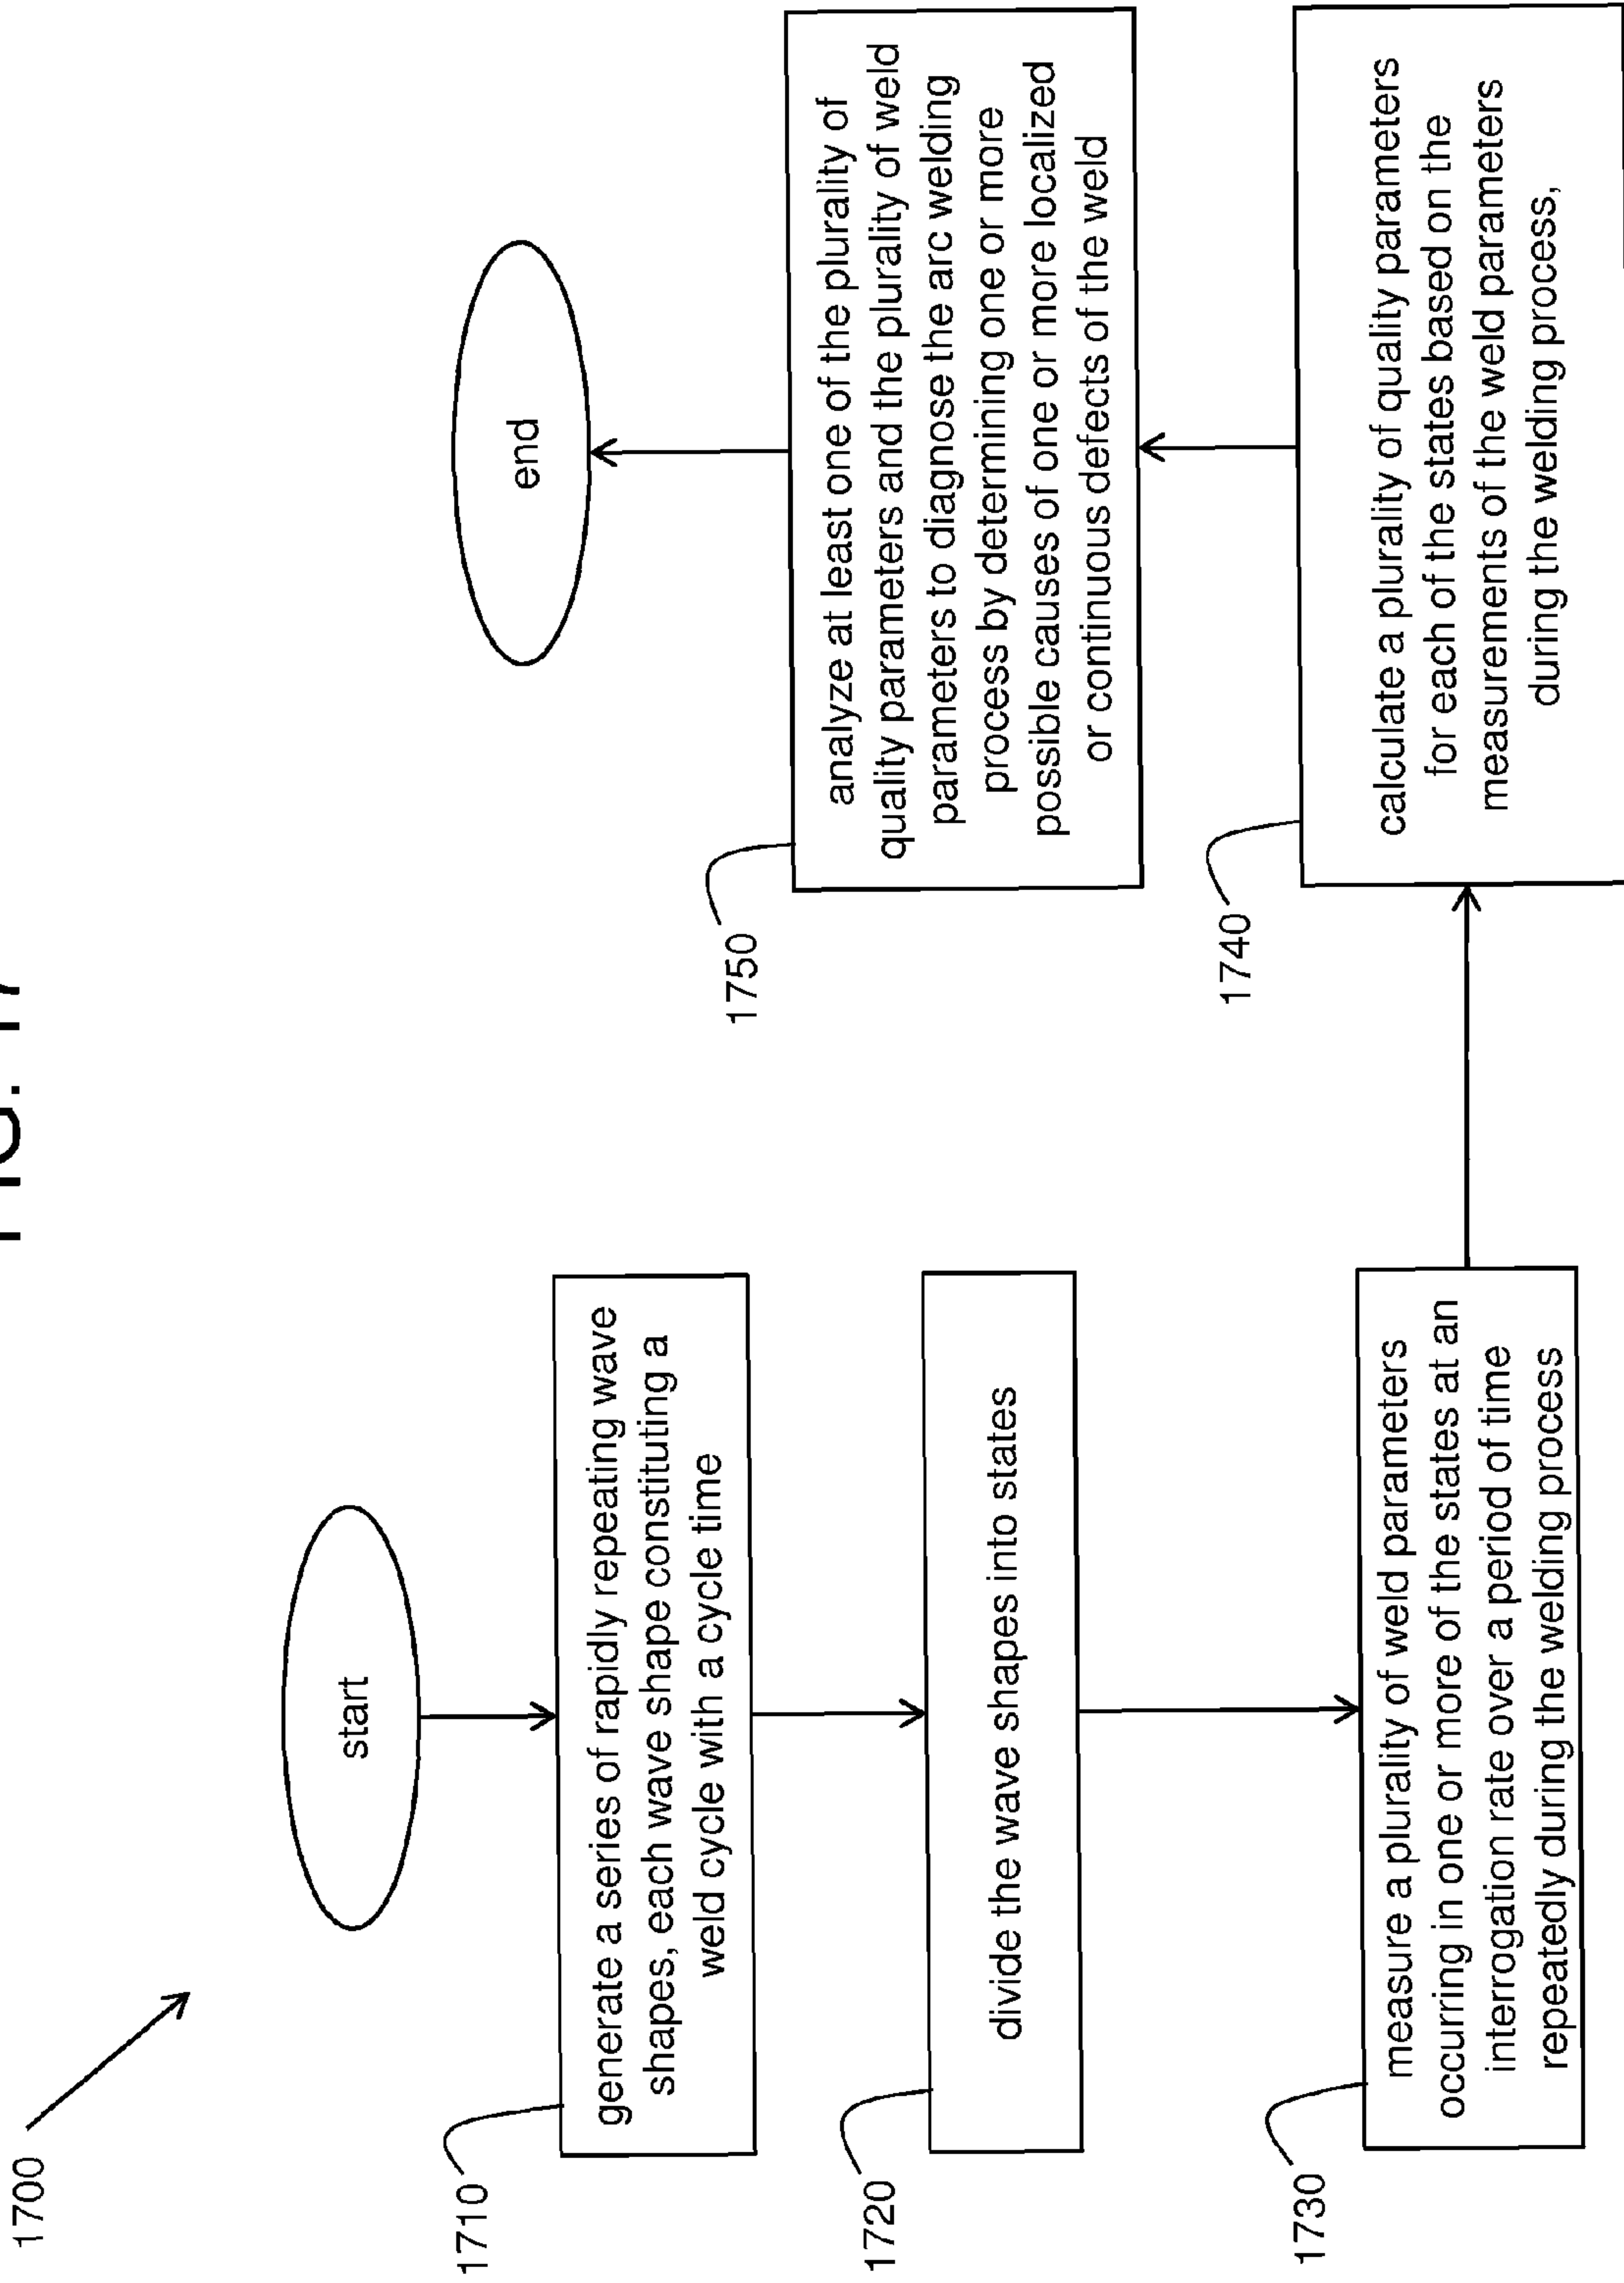 FIG. 17
1700
start
1710
generate a series of rapidly repeating wave
shapes, each wave shape constituting a
weld cycle with a cycle time
1720
divide the wave shapes into states
1730
measure a plurality of weld parameters
occurring in one or more of the states at an
interrogation rate over a period of time
repeatedly during the welding process
1740
calculate a plurality of quality parameters
for each of the states based on the
measurements of the weld parameters
during the welding process,
1750
analyze at least one of the plurality of
quality parameters and the plurality of weld
parameters to diagnose the arc welding
process by determining one or more
possible causes of one or more localized
or continuous defects of the weld
end